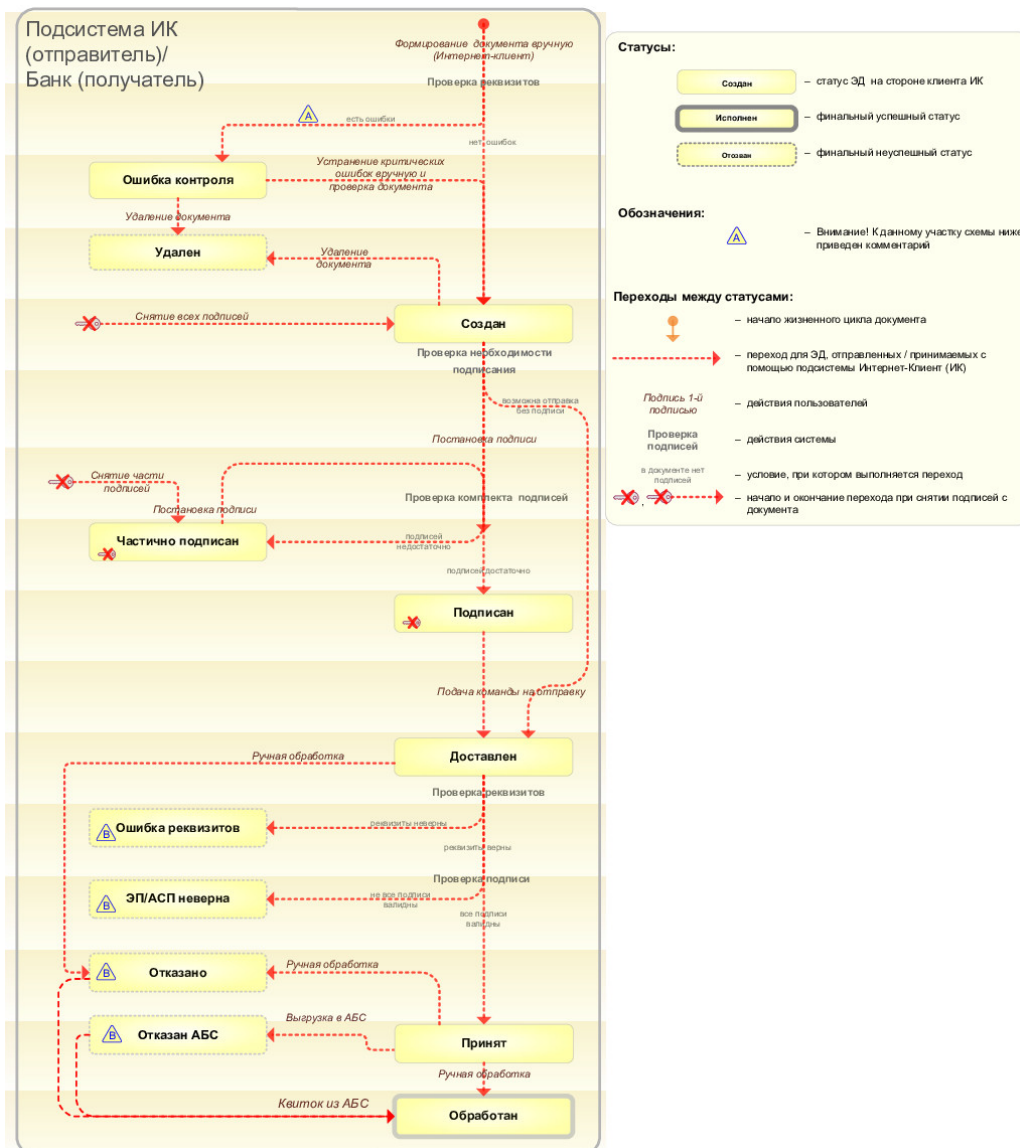 Подсистема ИК
(отправитель)/
Банк (получатель)
Формирование документа вручную
(Интернет-клиент)
Проверка реквизитов
A
есть ошибки
нет ошибок
Ошибка контроля
Устранение критических
ошибок вручную и
проверка документа
Удаление документа
Удален
Удаление
документа
Снятие всех подписей
Создан
Проверка необходимости
подписания
возможна отправка
без подписи
Постановка подписи
Снятие части
подписей
Проверка комплекта подписей
Постановка подписи
Частично подписан
подписей
недостаточно
подписей достаточно
Подписан
Подача команды на отправку
Ручная обработка
Доставлен
Проверка реквизитов
B
Ошибка реквизитов
реквизиты неверны
реквизиты верны
Проверка подписи
B
ЭП/АСП неверна
не все подписи
валидны
все подписи
валидны
B
Отказано
Ручная обработка
Выгрузка в АБС
B
Отказан АБС
Принят
Ручная обработка
Квиток из АБС
Обработан
Статусы:
Создан
– статус ЭД на стороне клиента ИК
Исполнен
– финальный успешный статус
Отозван
– финальный неуспешный статус
Обозначения:
A
– Внимание! К данному участку схемы ниже
приведен комментарий
Переходы между статусами:
– начало жизненного цикла документа
– переход для ЭД, отправленных / принимаемых с
помощью подсистемы Интернет-Клиент (ИК)
Подпись 1-й
подписью
– действия пользователей
Проверка
подписей
– действия системы
в документе нет
подписей
– условие, при котором выполняется переход
,
– начало и окончание перехода при снятии подписей с
документа